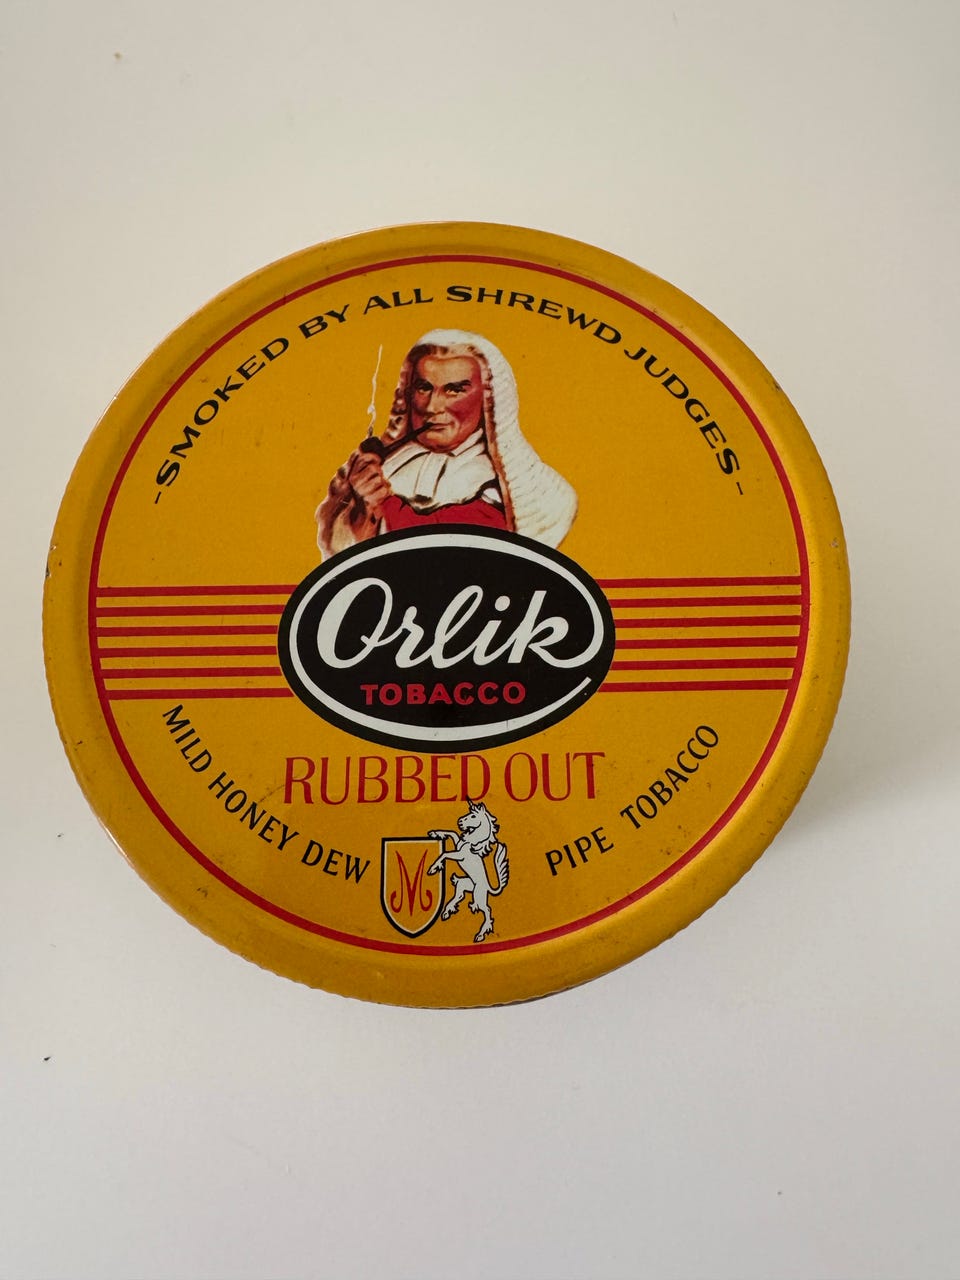 -SMOKED BY ALL SHREWD JUDGES-
Orlik
TOBACCO
RUBBED OUT
MILD HONEY DEW
PIPE TOBACCO
M